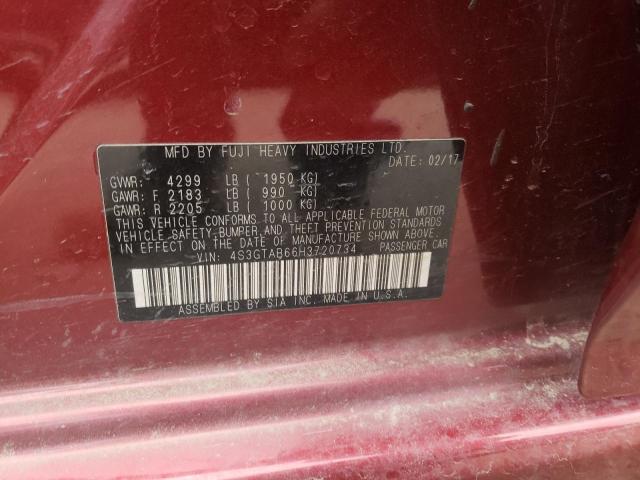 MFD BY FUJI HEAVY INDUSTRIES LTD.
DATE: 02/17
GVWR: 4299 LB ( 1950 KG)
GAWR: F 2183 LB ( 990 KG)
GAWR: R 2205 LB ( 1000 KG)
THIS VEHICLE CONFORMS TO ALL APPLICABLE FEDERAL MOTOR
VEHICLE SAFETY, BUMPER, AND THEFT PREVENTION STANDARDS
IN EFFECT ON THE DATE OF MANUFACTURE SHOWN ABOVE.
VIN: 4S3GTAB66H3720734 PASSENGER CAR
ASSEMBLED BY SIA INC. MADE IN U.S.A.